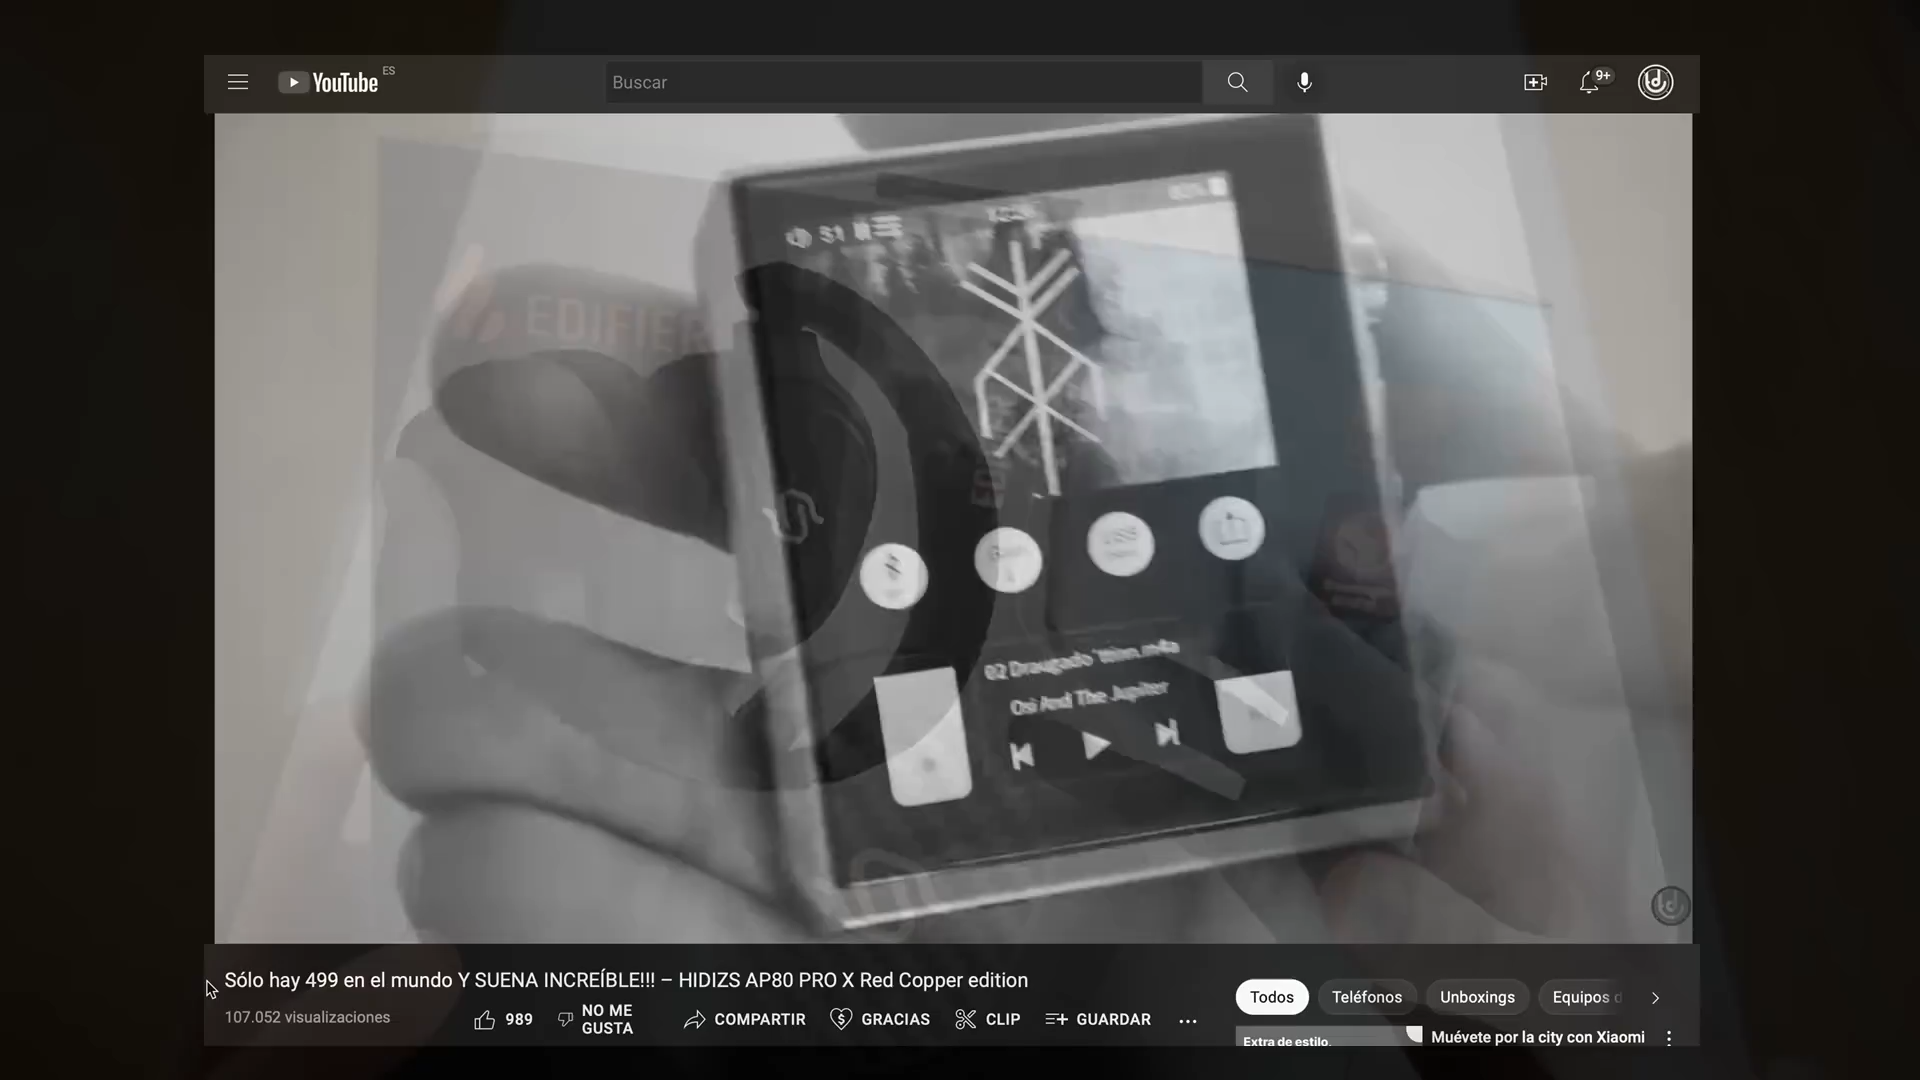 YouTube ES
Buscar
9+
S1
EDIFIER
02 Draugado
Osi And The Jupiter
Sólo hay 499 en el mundo Y SUENA INCREÍBLE!!! – HIDIZS AP80 PRO X Red Copper edition
107.052 visualizaciones
989
NO ME
GUSTA
COMPARTIR
GRACIAS
CLIP
GUARDAR
Todos
Teléfonos
Unboxings
Equipos d
Extra de estilo.
Muévete por la city con Xiaomi